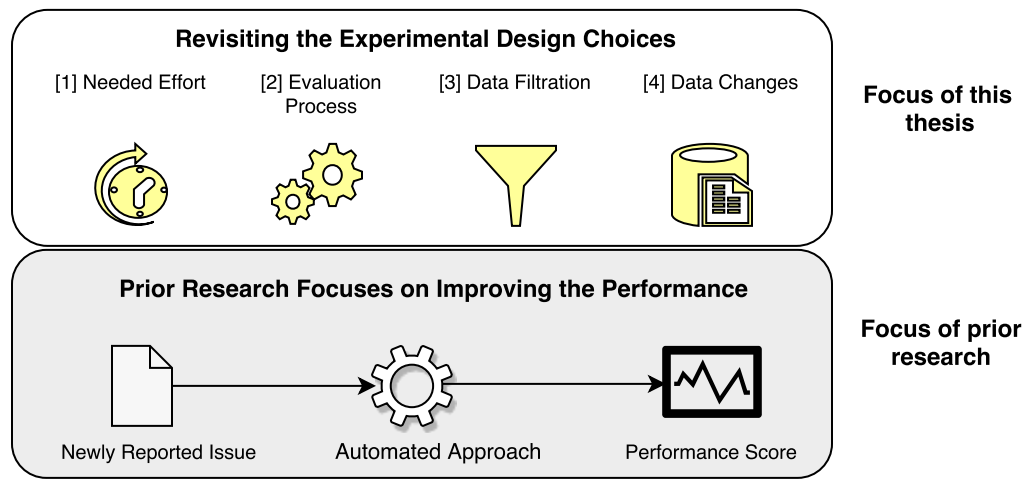 Revisiting the Experimental Design Choices
[1] Needed Effort
[2] Evaluation
Process
[3] Data Filtration
[4] Data Changes
Focus of this
thesis
Prior Research Focuses on Improving the Performance
Newly Reported Issue
Automated Approach
Performance Score
Focus of prior
research